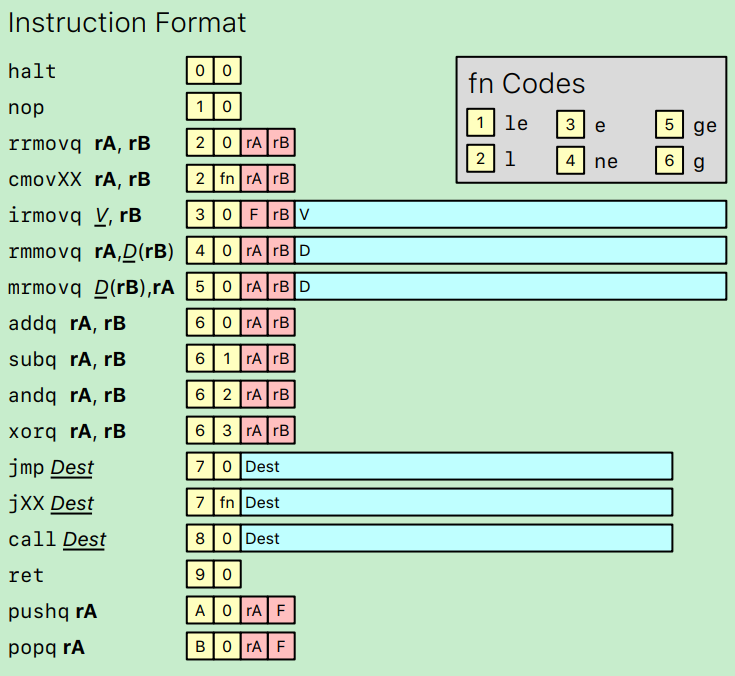 Instruction Format
halt 0 0
nop 1 0
rrmovq rA, rB 2 0 rA rB
cmovXX rA, rB 2 fn rA rB
irmovq V, rB 3 0 F rB V
rmmovq rA,D(rB) 4 0 rA rB D
mrmovq D(rB),rA 5 0 rA rB D
addq rA, rB 6 0 rA rB
subq rA, rB 6 1 rA rB
andq rA, rB 6 2 rA rB
xorq rA, rB 6 3 rA rB
jmp Dest 7 0 Dest
jXX Dest 7 fn Dest
call Dest 8 0 Dest
ret 9 0
pushq rA A 0 rA F
popq rA B 0 rA F
fn Codes
1 le 3 e 5 ge
2 l 4 ne 6 g